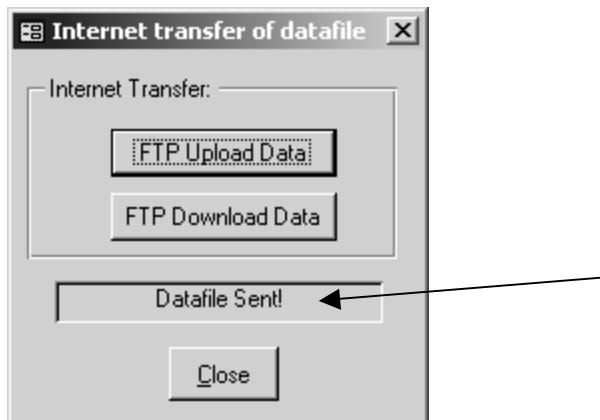 Internet transfer of datafile
Internet Transfer:
FTP Upload Data
FTP Download Data
Datafile Sent!
Close